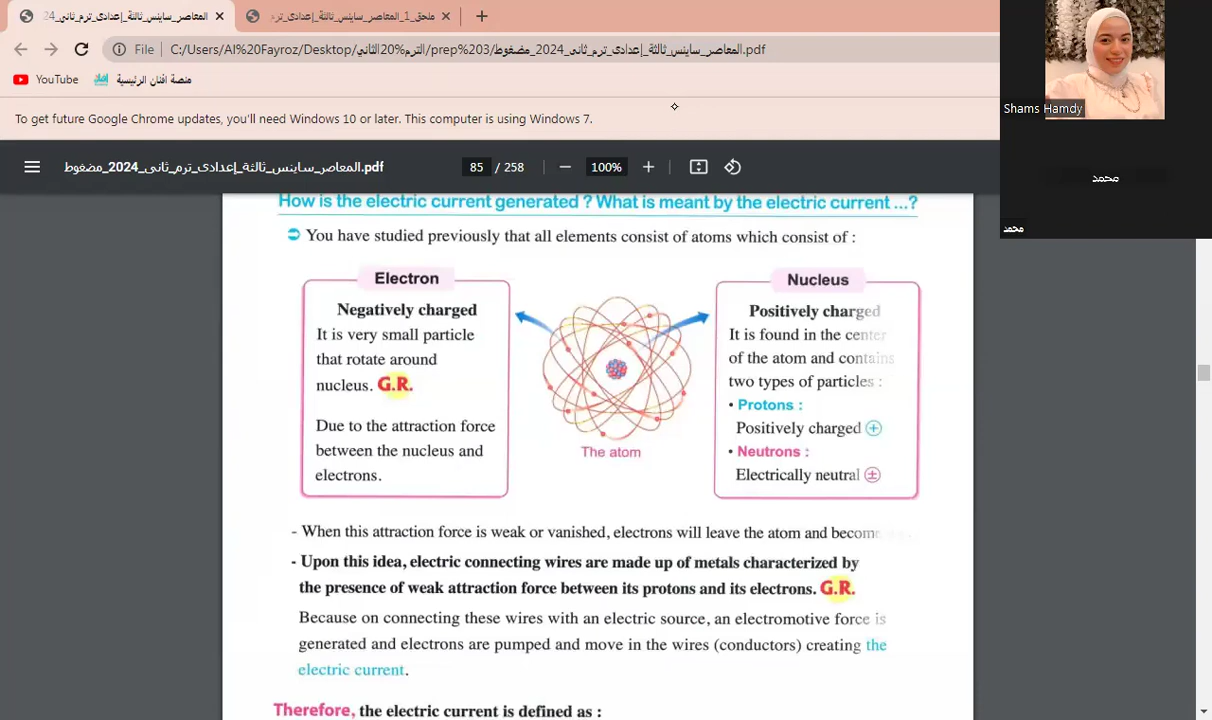 المعاصر_ساينس_ثالثة_إعدادى_ترم_ثانى_24
ملحق_1_المعاصر_ساينس_ثالثة_إعدادى_ترم
File C:/Users/Al%20Fayroz/Desktop/الترم%20الثاني/prep%203/المعاصر_ساينس_ثالثة_إعدادى_ترم_ثانى_2024_مضغوط.pdf
YouTube منصة افنان الرئيسية
To get future Google Chrome updates, you'll need Windows 10 or later. This computer is using Windows 7.
Shams Hamdy
محمد
محمد
المعاصر_ساينس_ثالثة_إعدادى_ترم_ثانى_2024_مضغوط.pdf 85 / 258 100%
How is the electric current generated ? What is meant by the electric current ...?
You have studied previously that all elements consist of atoms which consist of :
Electron
Negatively charged
It is very small particle
that rotate around
nucleus. G.R.
Due to the attraction force
between the nucleus and
electrons.
The atom
Nucleus
Positively charged
It is found in the center
of the atom and contains
two types of particles :
• Protons :
Positively charged +
• Neutrons :
Electrically neutral ±
- When this attraction force is weak or vanished, electrons will leave the atom and become
- Upon this idea, electric connecting wires are made up of metals characterized by
the presence of weak attraction force between its protons and its electrons. G.R.
Because on connecting these wires with an electric source, an electromotive force is
generated and electrons are pumped and move in the wires (conductors) creating the
electric current.
Therefore, the electric current is defined as :